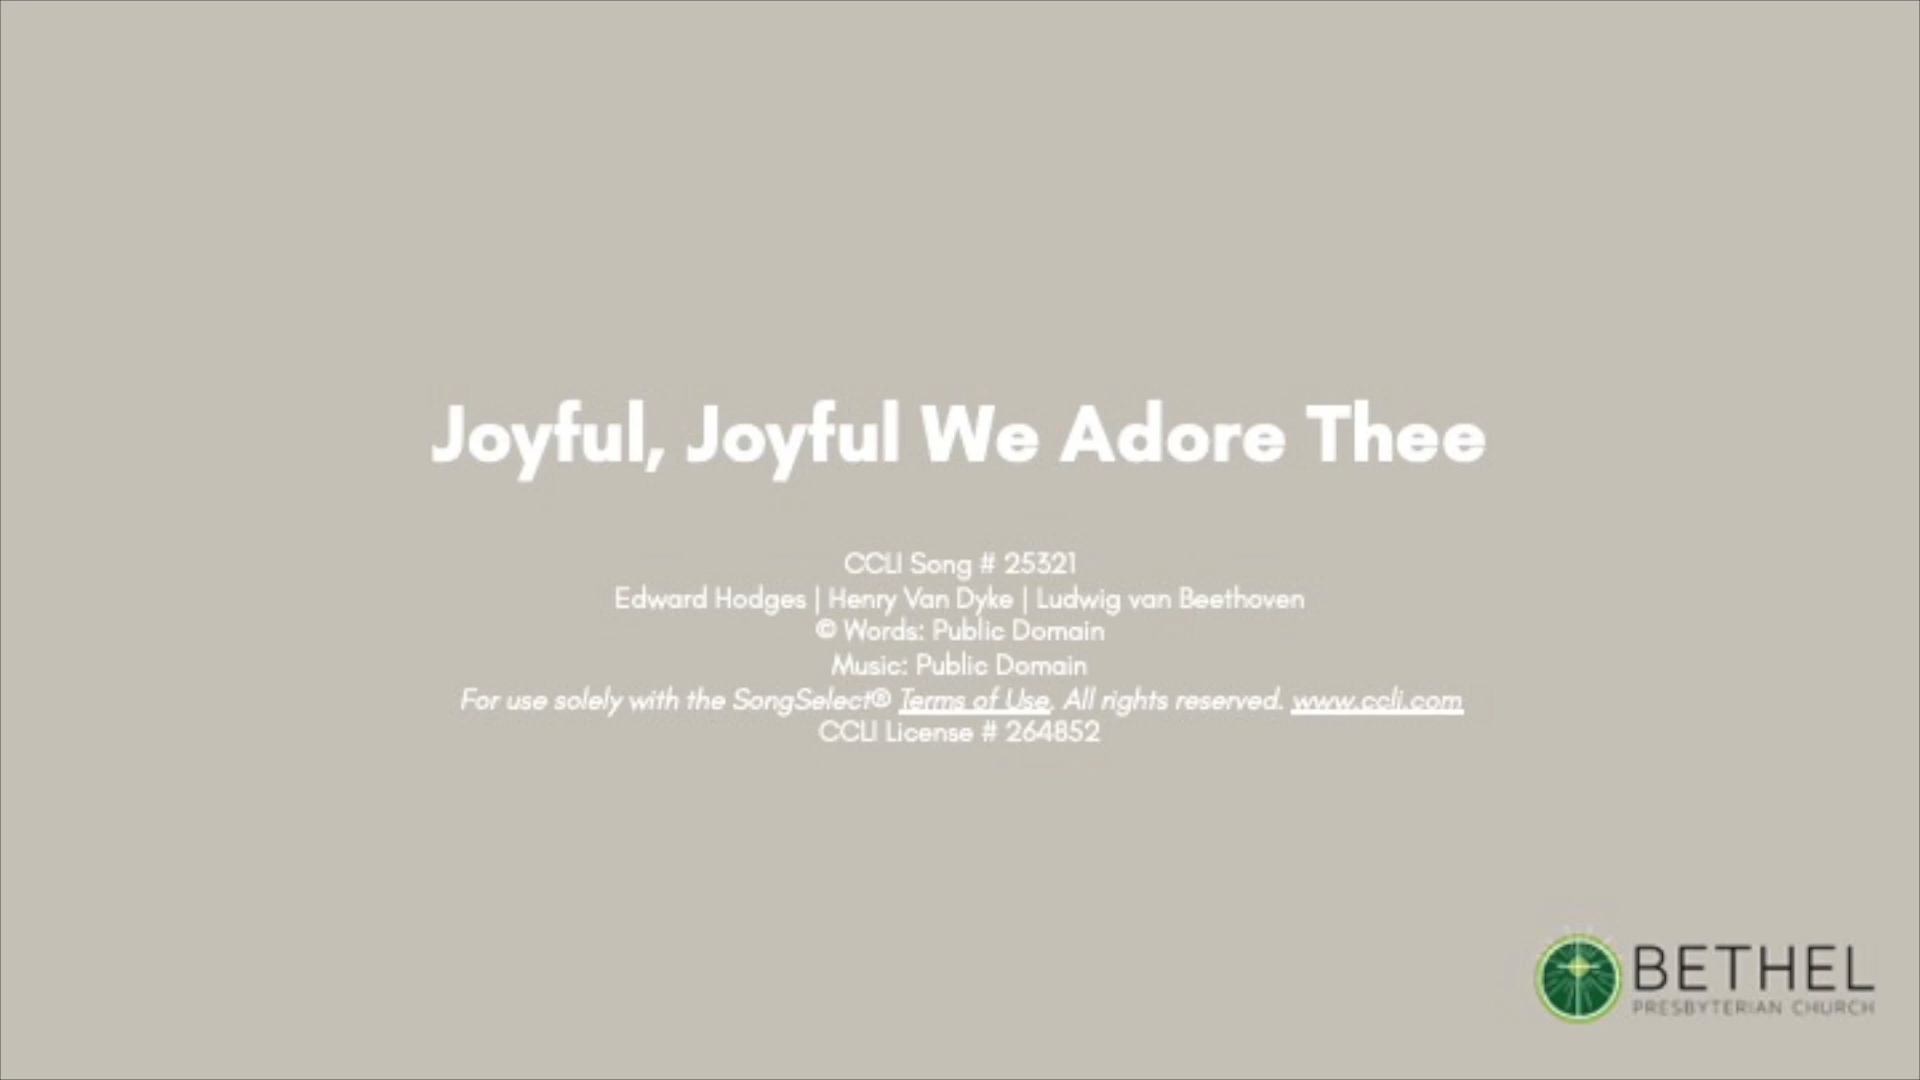 Joyful, Joyful We Adore Thee
CCLI Song # 25321
Edward Hodges | Henry Van Dyke | Ludwig van Beethoven
© Words: Public Domain
Music: Public Domain
For use solely with the SongSelect® Terms of Use. All rights reserved. www.ccli.com
CCLI License # 264852
BETHEL
PRESBYTERIAN CHURCH